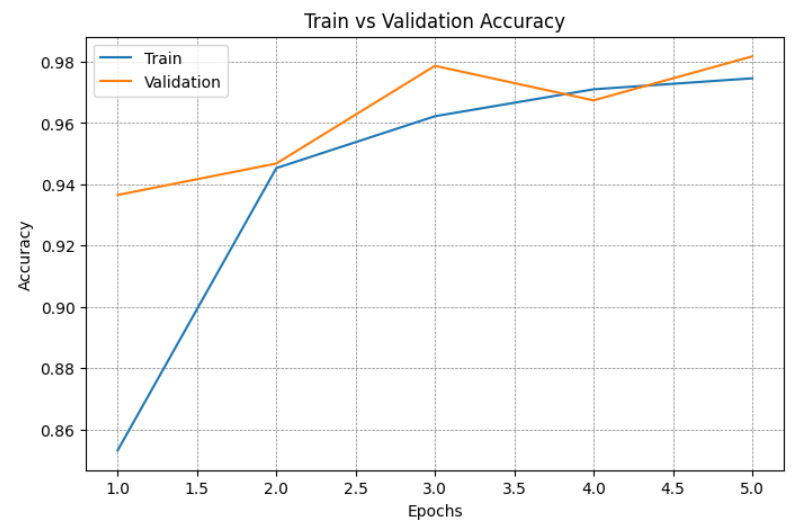 Train vs Validation Accuracy
Train
Validation
0.98
0.96
0.94
0.92
0.90
0.88
0.86
Accuracy
1.0 1.5 2.0 2.5 3.0 3.5 4.0 4.5 5.0
Epochs